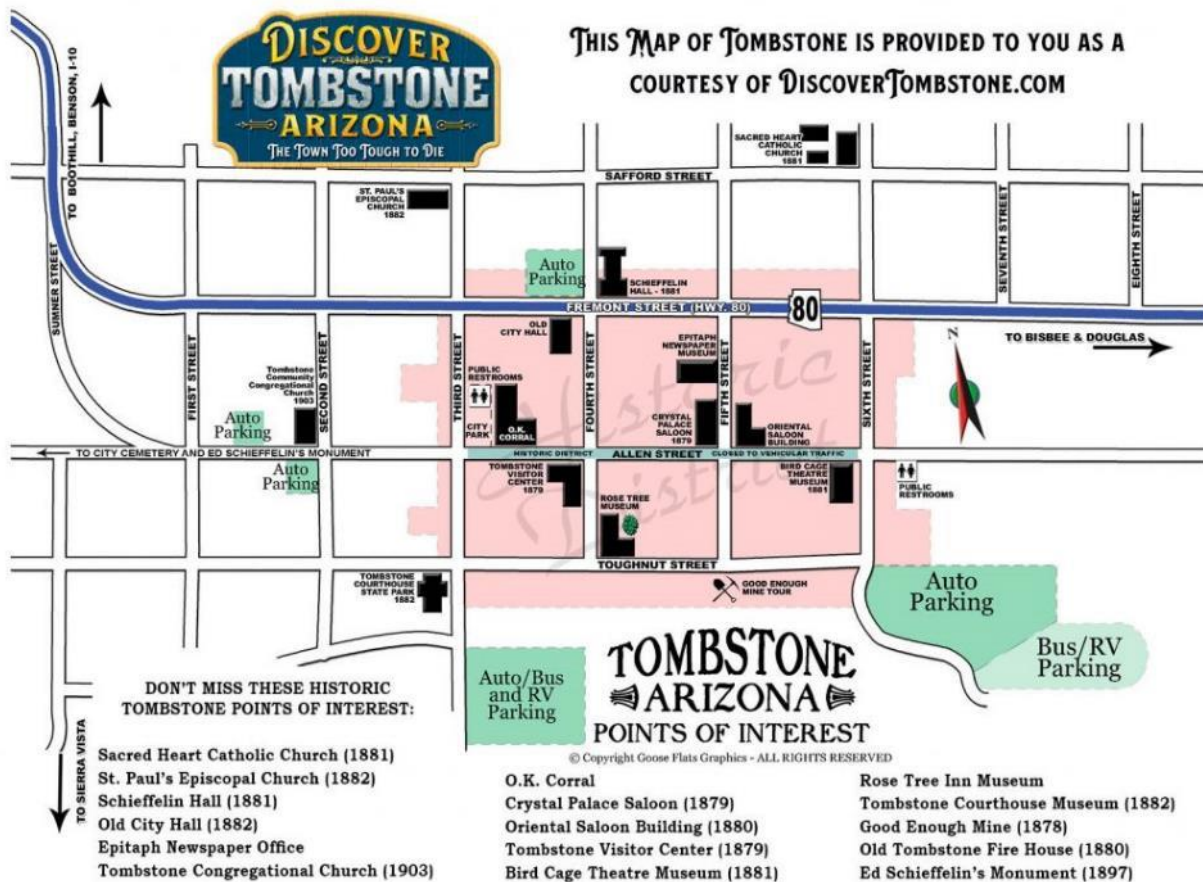 DISCOVER
TOMBSTONE
ARIZONA
THE TOWN TOO TOUGH TO DIE
THIS MAP OF TOMBSTONE IS PROVIDED TO YOU AS A
COURTESY OF DISCOVERTOMBSTONE.COM
TO BOOTHILL, BENSON, I-10
SACRED HEART
CATHOLIC
CHURCH
1881
SAFFORD STREET
ST. PAUL'S
EPISCOPAL
CHURCH
1882
SUMNER STREET
SEVENTH STREET
EIGHTH STREET
Auto
Parking
SCHIEFFELIN
HALL - 1881
FREMONT STREET (HWY. 80)
80
TO BISBEE & DOUGLAS
N
OLD
CITY HALL
EPITAPH
NEWSPAPER
MUSEUM
FIRST STREET
SECOND STREET
THIRD STREET
FOURTH STREET
FIFTH STREET
SIXTH STREET
Historic
District
Tombstone
Community
Congregational
Church
1903
PUBLIC
RESTROOMS
CITY
PARK
O.K.
CORRAL
CRYSTAL
PALACE
SALOON
1879
ORIENTAL
SALOON
BUILDING
Auto
Parking
TO CITY CEMETERY AND ED SCHIEFFELIN'S MONUMENT
HISTORIC DISTRICT
ALLEN STREET
CLOSED TO VEHICULAR TRAFFIC
Auto
Parking
TOMBSTONE
VISITOR
CENTER
1879
ROSE TREE
MUSEUM
BIRD CAGE
THEATRE
MUSEUM
1881
PUBLIC
RESTROOMS
TOUGHNUT STREET
TOMBSTONE
COURTHOUSE
STATE PARK
1882
GOOD ENOUGH
MINE TOUR
Auto
Parking
Bus/RV
Parking
Auto/Bus
and RV
Parking
TOMBSTONE
ARIZONA
POINTS OF INTEREST
© Copyright Goose Flats Graphics - ALL RIGHTS RESERVED
TO SIERRA VISTA
DON'T MISS THESE HISTORIC
TOMBSTONE POINTS OF INTEREST:
Sacred Heart Catholic Church (1881)
St. Paul's Episcopal Church (1882)
Schieffelin Hall (1881)
Old City Hall (1882)
Epitaph Newspaper Office
Tombstone Congregational Church (1903)
O.K. Corral
Crystal Palace Saloon (1879)
Oriental Saloon Building (1880)
Tombstone Visitor Center (1879)
Bird Cage Theatre Museum (1881)
Rose Tree Inn Museum
Tombstone Courthouse Museum (1882)
Good Enough Mine (1878)
Old Tombstone Fire House (1880)
Ed Schieffelin's Monument (1897)